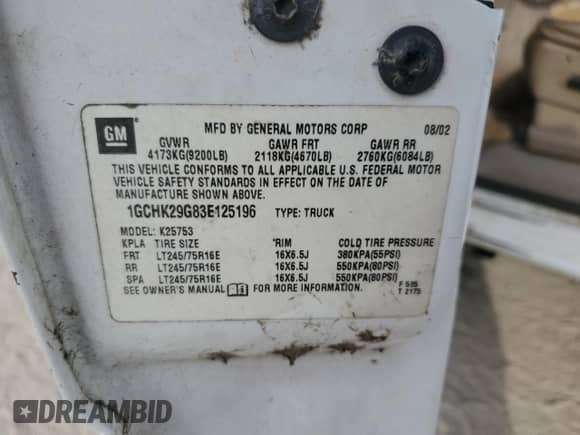 GM
MFD BY GENERAL MOTORS CORP 08/02
GVWR GAWR FRT GAWR RR
4173KG(9200LB) 2118KG(4670LB) 2760KG(6084LB)
THIS VEHICLE CONFORMS TO ALL APPLICABLE U.S. FEDERAL MOTOR
VEHICLE SAFETY STANDARDS IN EFFECT ON THE DATE OF
MANUFACTURE SHOWN ABOVE.
1GCHK29G83E125196 TYPE: TRUCK
MODEL: K25753
KPLA TIRE SIZE RIM COLD TIRE PRESSURE
FRT LT245/75R16E 16X6.5J 380KPA(55PSI)
RR LT245/75R16E 16X6.5J 550KPA(80PSI)
SPA LT245/75R16E 16X6.5J 550KPA(80PSI)
SEE OWNER'S MANUAL FOR MORE INFORMATION.
T 2175
DREAMBID